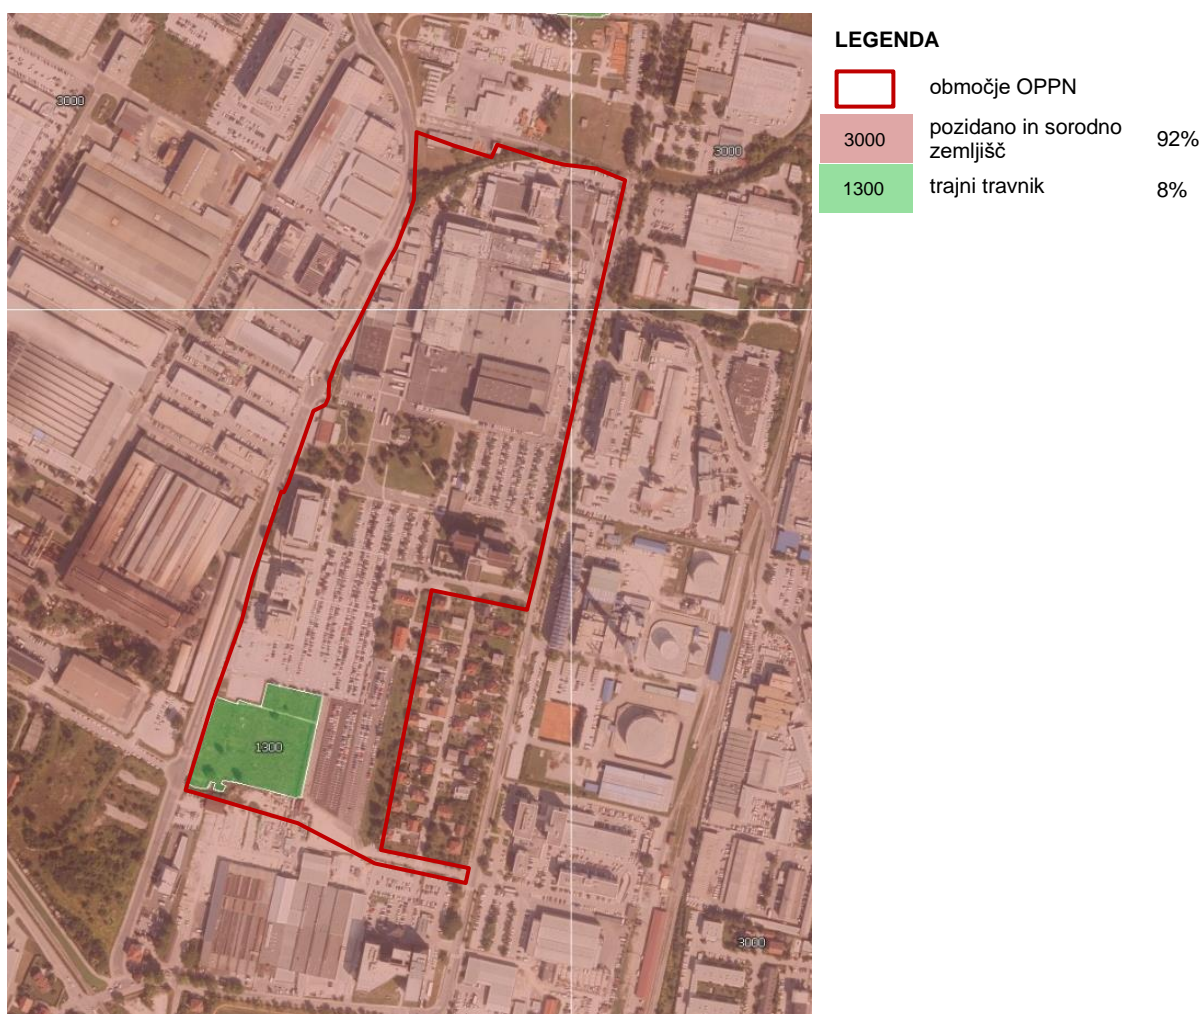 LEGENDA
območje OPPN
3000
pozidano in sorodno
zemljišč
92%
1300
trajni travnik
8%
3000
3000
1300
3000